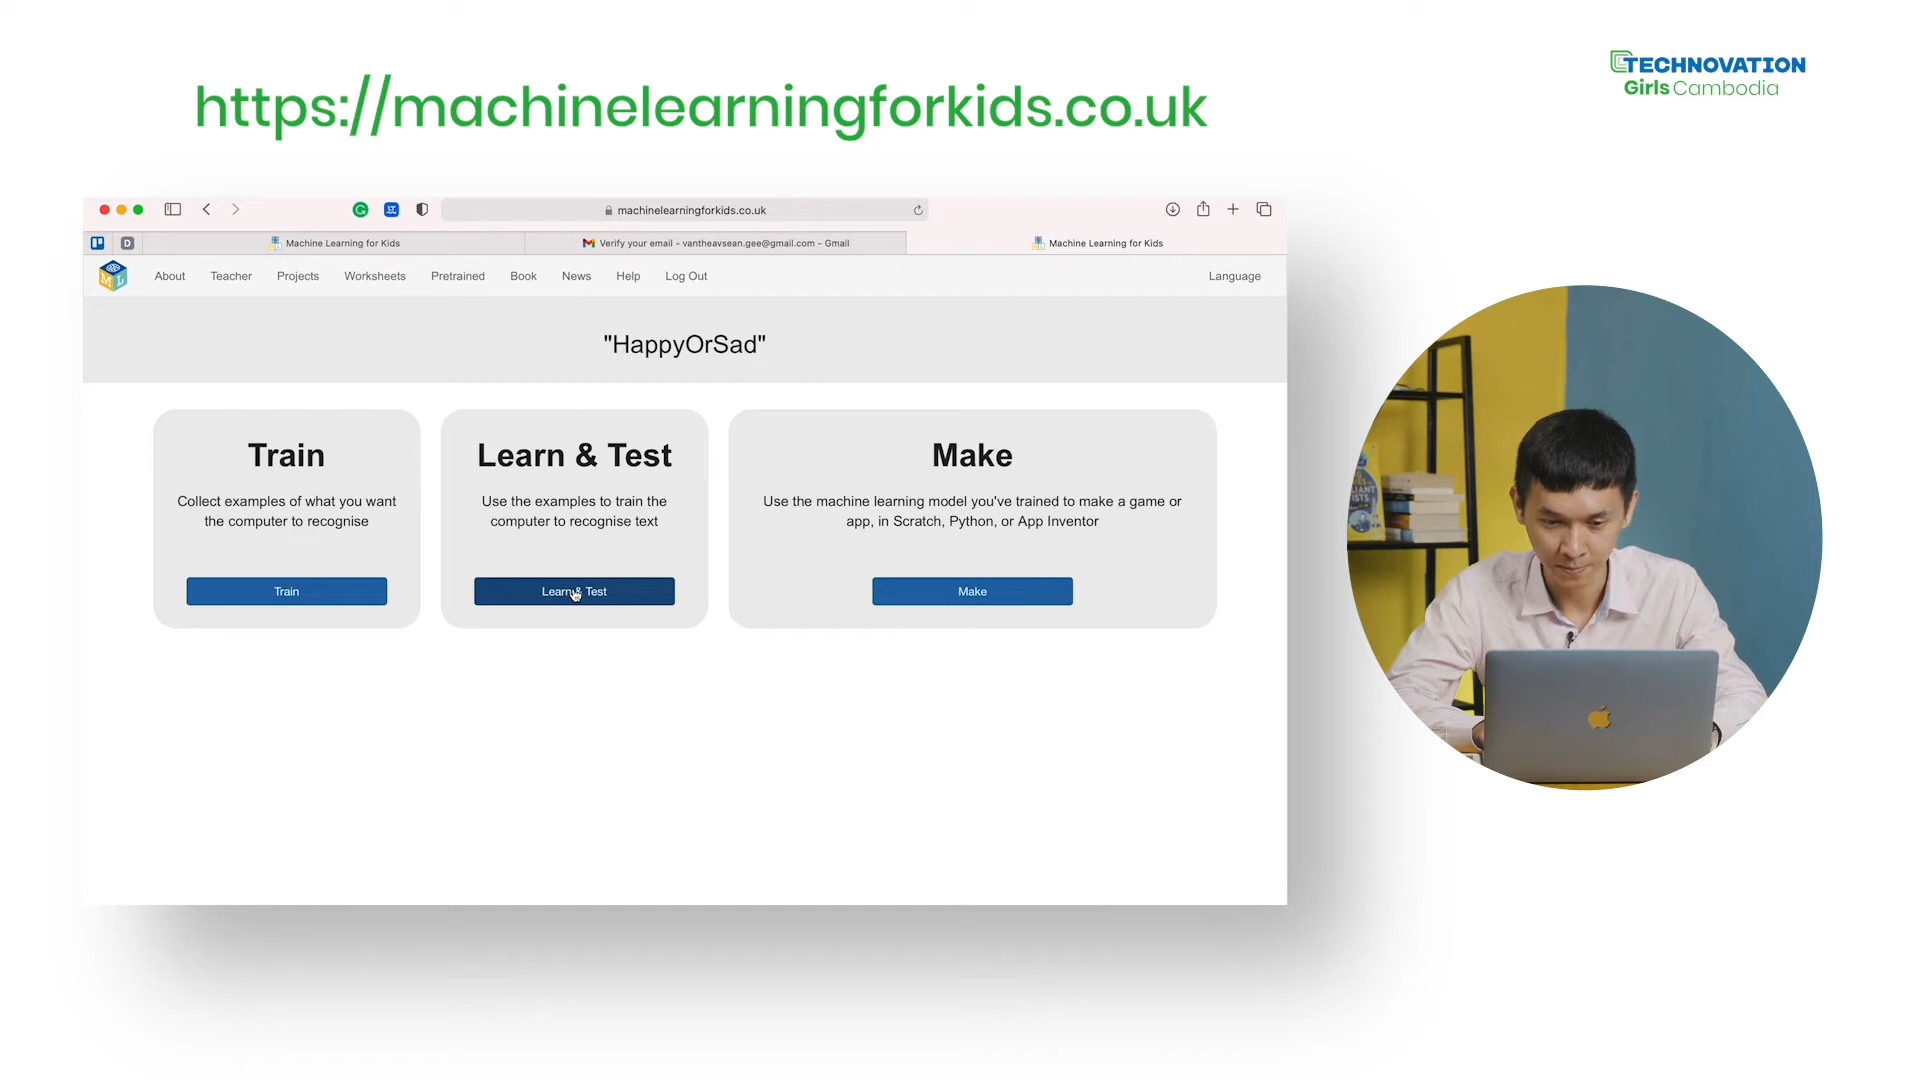 https://machinelearningforkids.co.uk
TECHNOVATION
Girls Cambodia
machinelearningforkids.co.uk
D
Machine Learning for Kids
Verify your email - vantheavsean.gee@gmail.com - Gmail
Machine Learning for Kids
ML
About
Teacher
Projects
Worksheets
Pretrained
Book
News
Help
Log Out
Language
"HappyOrSad"
Train
Collect examples of what you want
the computer to recognise
Train
Learn & Test
Use the examples to train the
computer to recognise text
Learn & Test
Make
Use the machine learning model you've trained to make a game or
app, in Scratch, Python, or App Inventor
Make